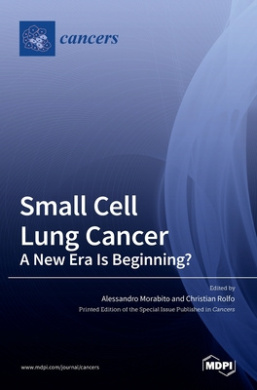 cancers
Small Cell
Lung Cancer
A New Era Is Beginning?
Edited by
Alessandro Morabito and Christian Rolfo
Printed Edition of the Special Issue Published in Cancers
www.mdpi.com/journal/cancers
MDPI